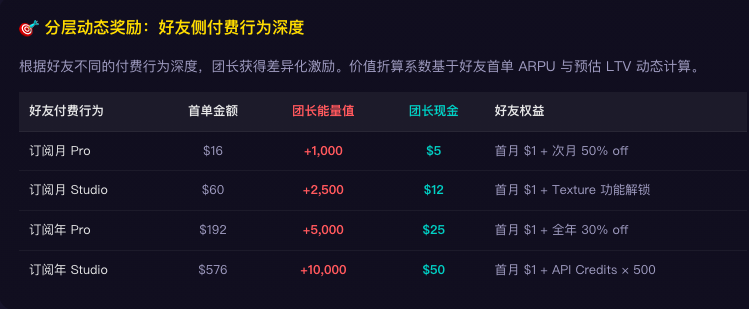 🎯 分层动态奖励：好友侧付费行为深度
根据好友不同的付费行为深度，团长获得差异化激励。价值折算系数基于好友首单 ARPU 与预估 LTV 动态计算。
好友付费行为 首单金额 团长能量值 团长现金 好友权益
订阅月 Pro $16 +1,000 $5 首月 $1 + 次月 50% off
订阅月 Studio $60 +2,500 $12 首月 $1 + Texture 功能解锁
订阅年 Pro $192 +5,000 $25 首月 $1 + 全年 30% off
订阅年 Studio $576 +10,000 $50 首月 $1 + API Credits × 500